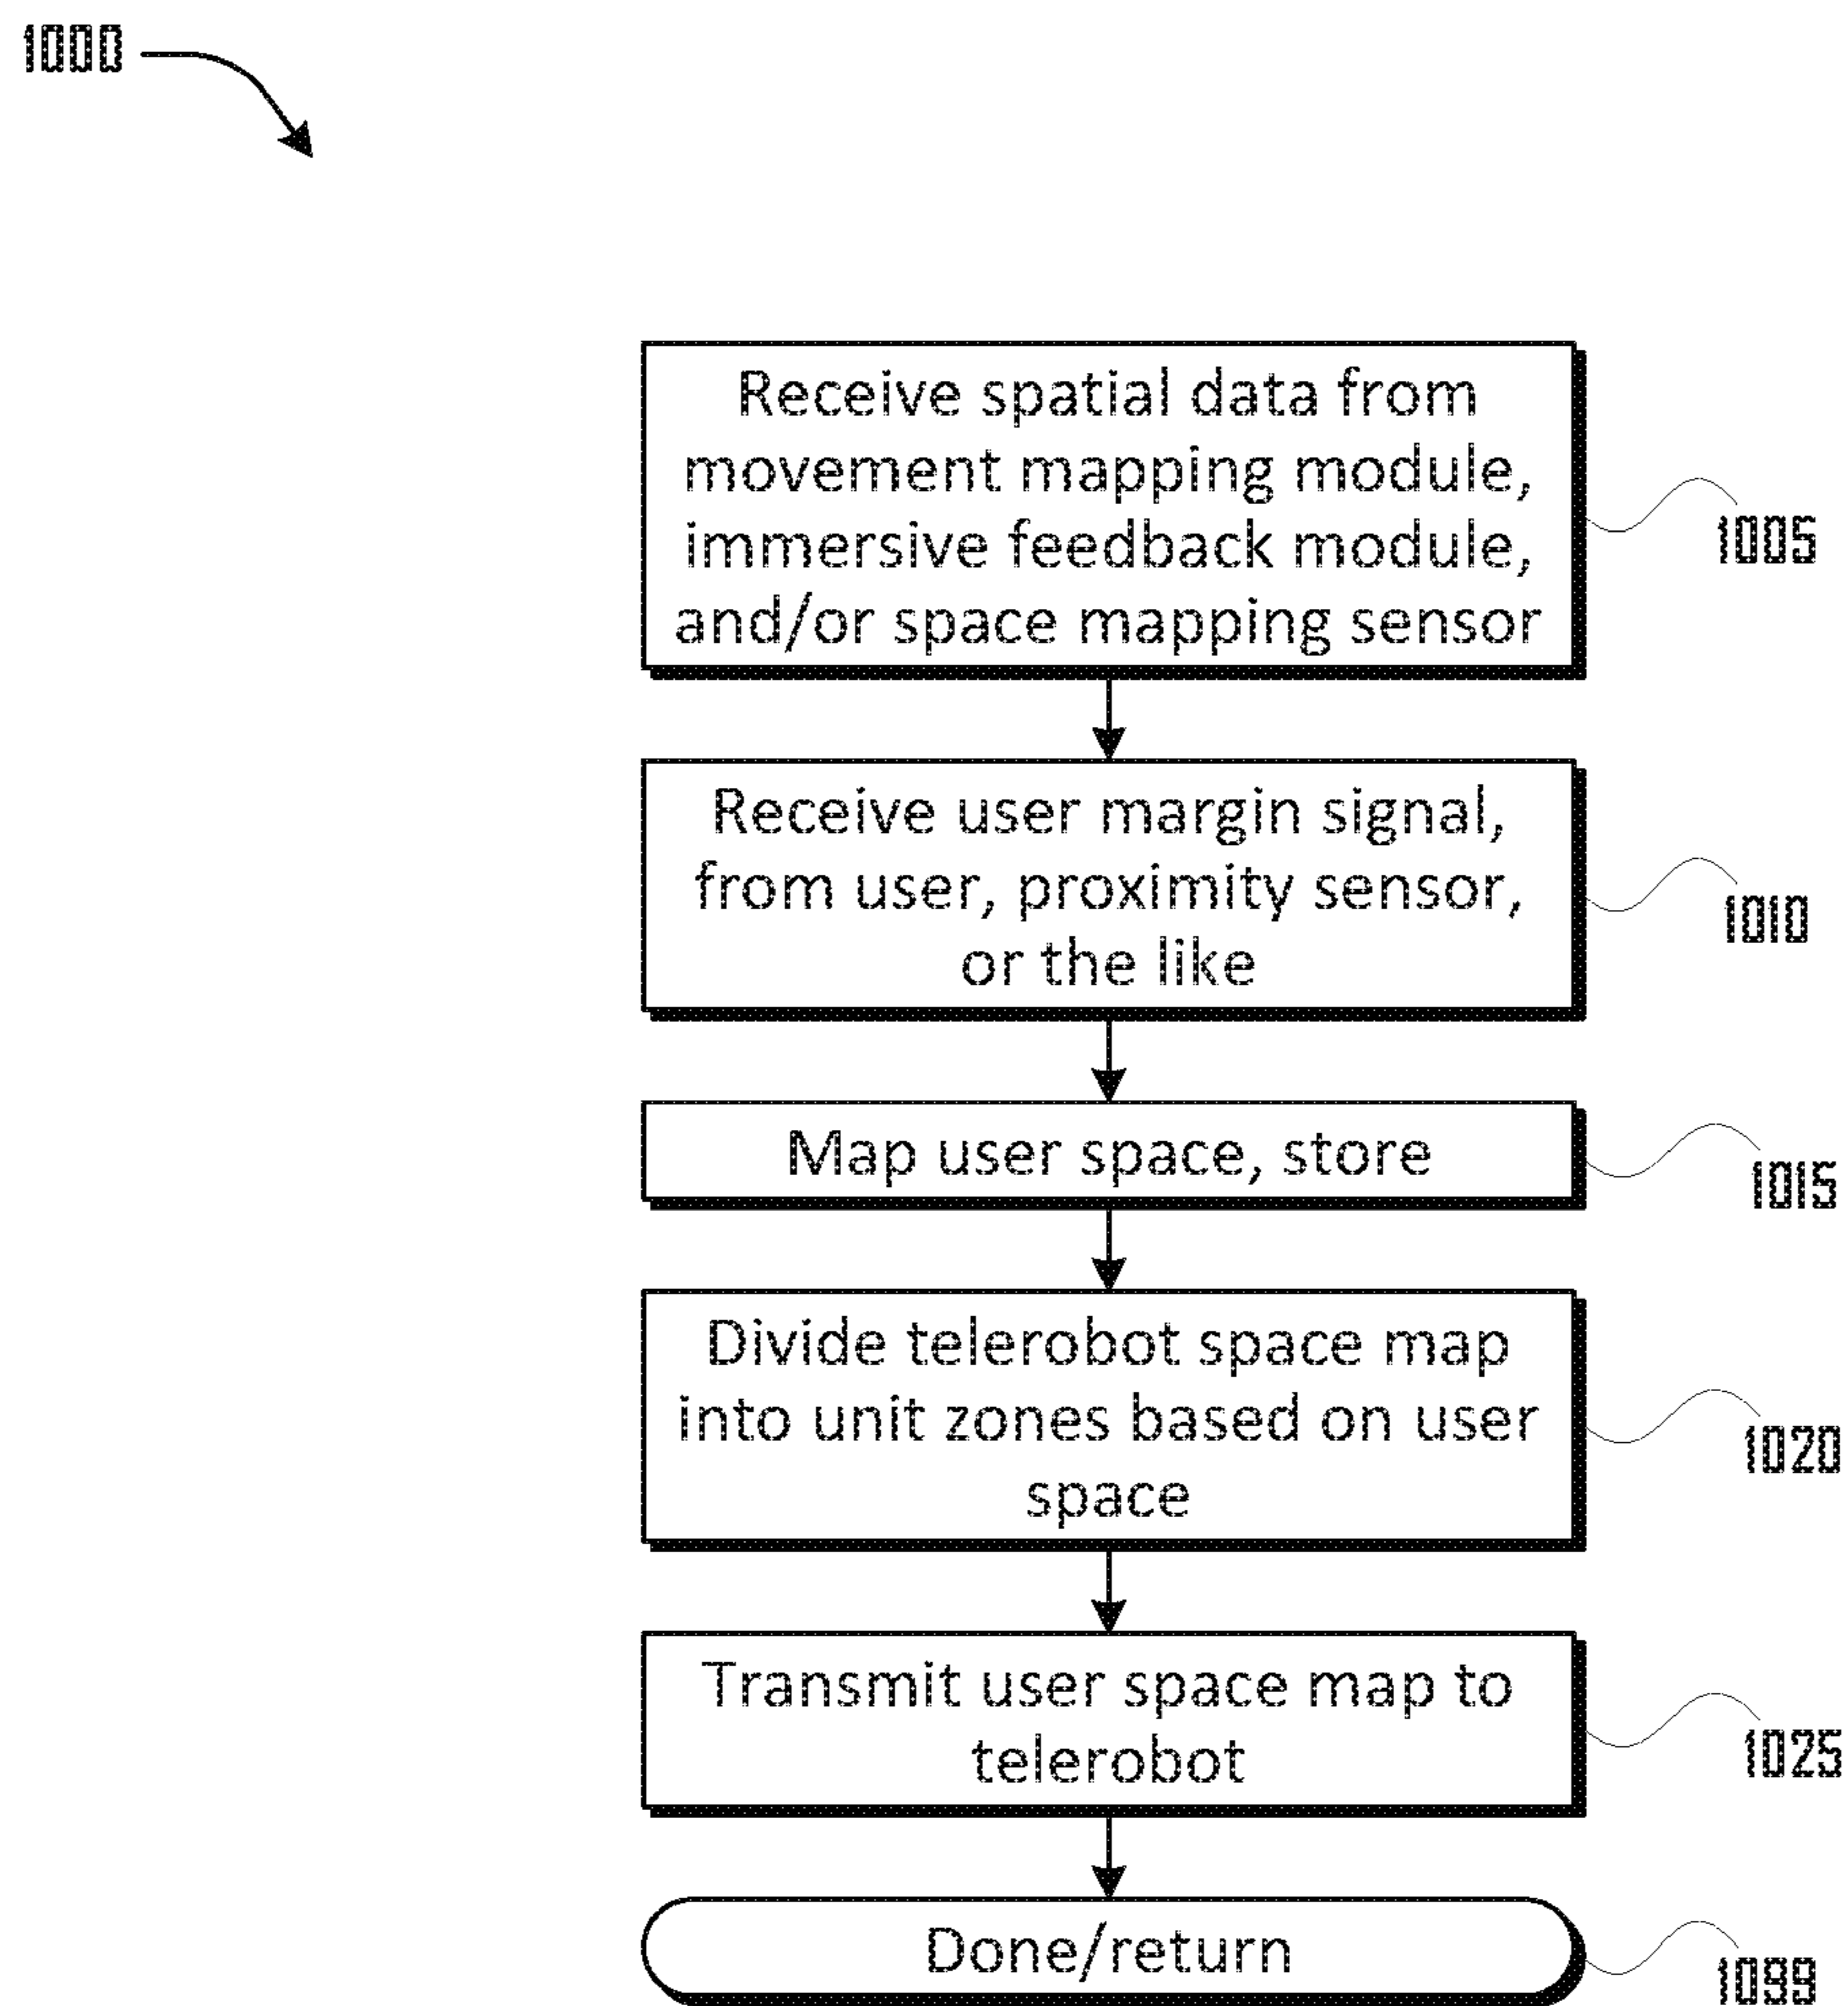 1000
Receive spatial data from
movement mapping module,
immersive feedback module,
and/or space mapping sensor
1005
Receive user margin signal,
from user, proximity sensor,
or the like
1010
Map user space, store
1015
Divide telerobot space map
into unit zones based on user
space
1020
Transmit user space map to
telerobot
1025
Done/return
1099